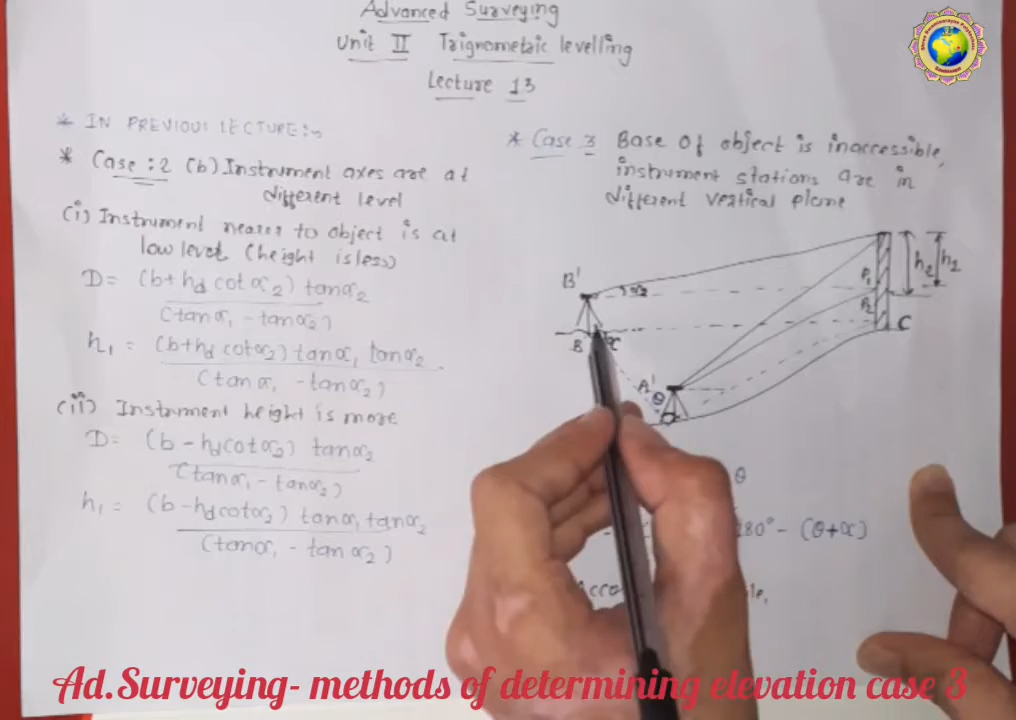 Advanced Surveying
Unit II Trignometric levelling
Lecture 13
* IN PREVIOUS LECTURE:-
* Case :2 (b) Instrument axes are at
different level
(i) Instrument nearer to object is at
low level (height is less)
D = (b + hd cot α2) tan α2
(tan α1 - tan α2)
h1 = (b + hd cot α2) tan α1 tan α2
(tan α1 - tan α2)
(ii) Instrument height is more
D = (b - hd cot α2) tan α2
(tan α1 - tan α2)
h1 = (b - hd cot α2) tan α1 tan α2
(tan α1 - tan α2)
* Case 3 Base of object is inaccessible,
instrument stations are in
different vertical plane
B' α2 P1 h2 h1
B α P2 C
A' θ
θ
180° - (θ+α)
Ad.Surveying- methods of determining elevation case 3